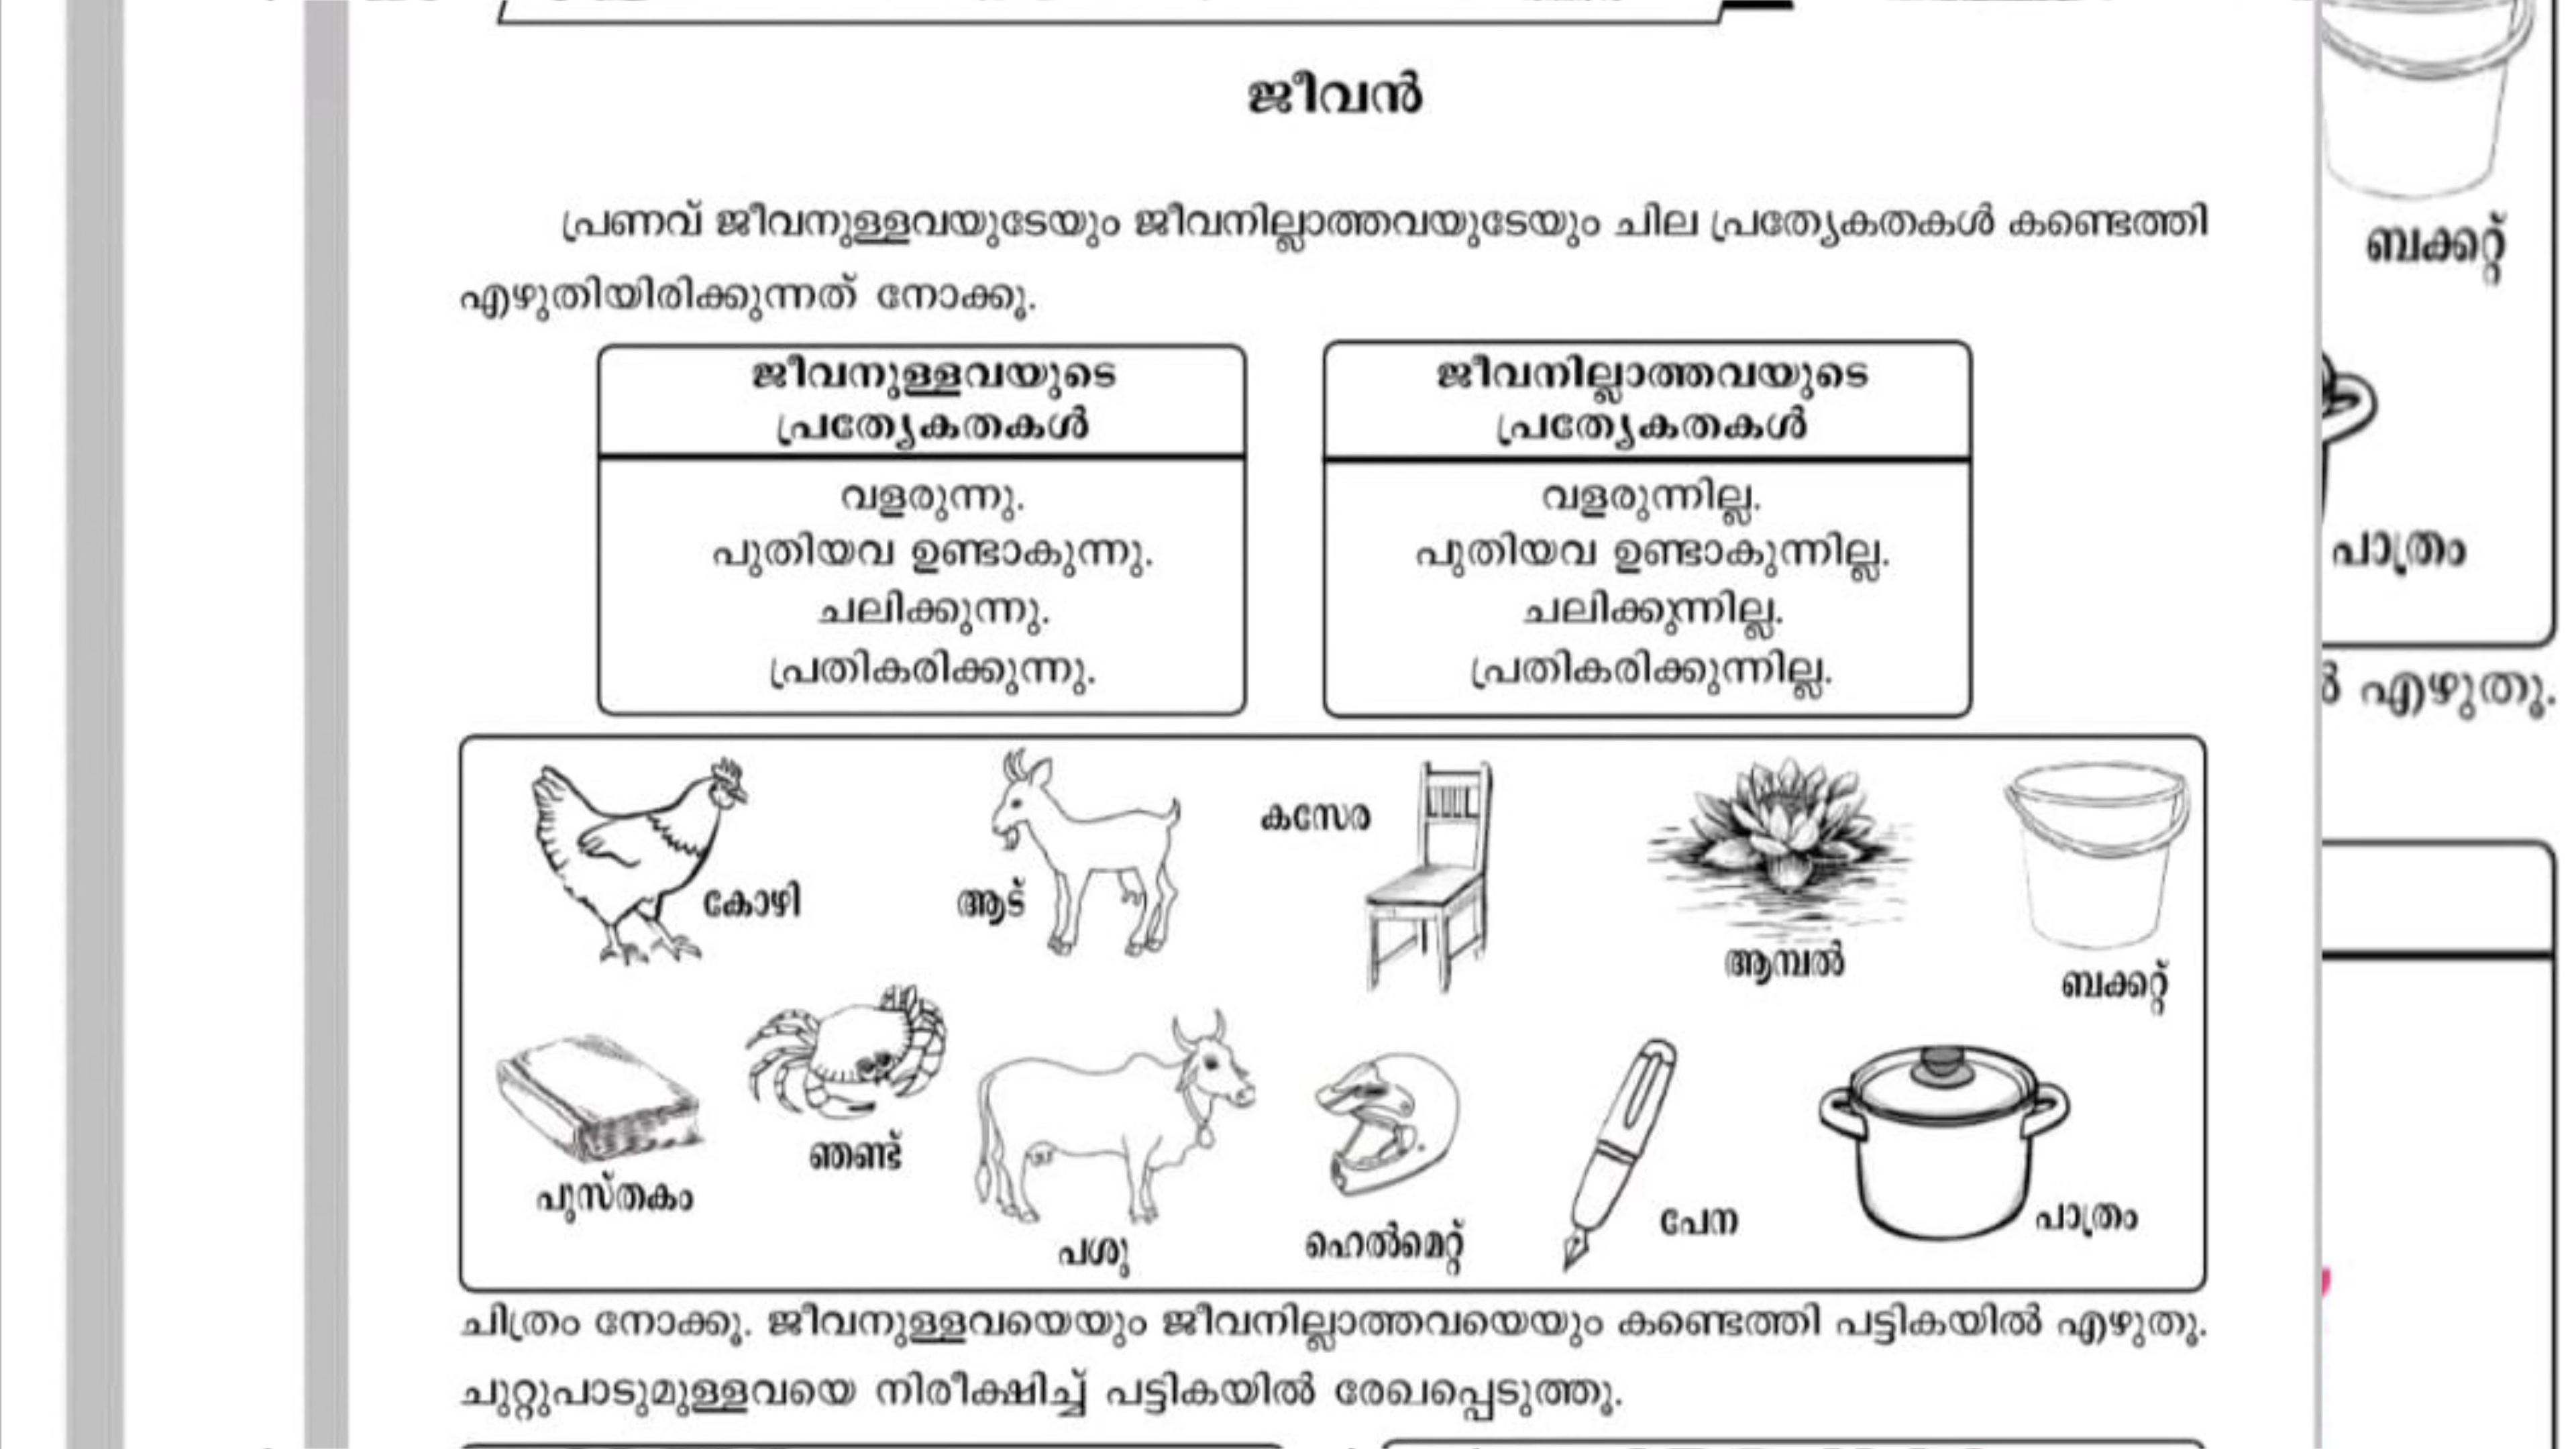 ജീവൻ
പ്രണവ് ജീവനുള്ളവയുടേയും ജീവനില്ലാത്തവയുടേയും ചില പ്രത്യേകതകൾ കണ്ടെത്തി
എഴുതിയിരിക്കുന്നത് നോക്കൂ.
ജീവനുള്ളവയുടെ
പ്രത്യേകതകൾ
വളരുന്നു.
പുതിയവ ഉണ്ടാകുന്നു.
ചലിക്കുന്നു.
പ്രതികരിക്കുന്നു.
ജീവനില്ലാത്തവയുടെ
പ്രത്യേകതകൾ
വളരുന്നില്ല.
പുതിയവ ഉണ്ടാകുന്നില്ല.
ചലിക്കുന്നില്ല.
പ്രതികരിക്കുന്നില്ല.
കോഴി
ആട്
കസേര
ആമ്പൽ
ബക്കറ്റ്
പുസ്തകം
ഞണ്ട്
പശു
ഹെൽമെറ്റ്
പേന
പാത്രം
ചിത്രം നോക്കൂ. ജീവനുള്ളവയെയും ജീവനില്ലാത്തവയെയും കണ്ടെത്തി പട്ടികയിൽ എഴുതൂ.
ചുറ്റുപാടുമുള്ളവയെ നിരീക്ഷിച്ച് പട്ടികയിൽ രേഖപ്പെടുത്തൂ.
ബക്കറ്റ്
പാത്രം
എഴുതൂ.